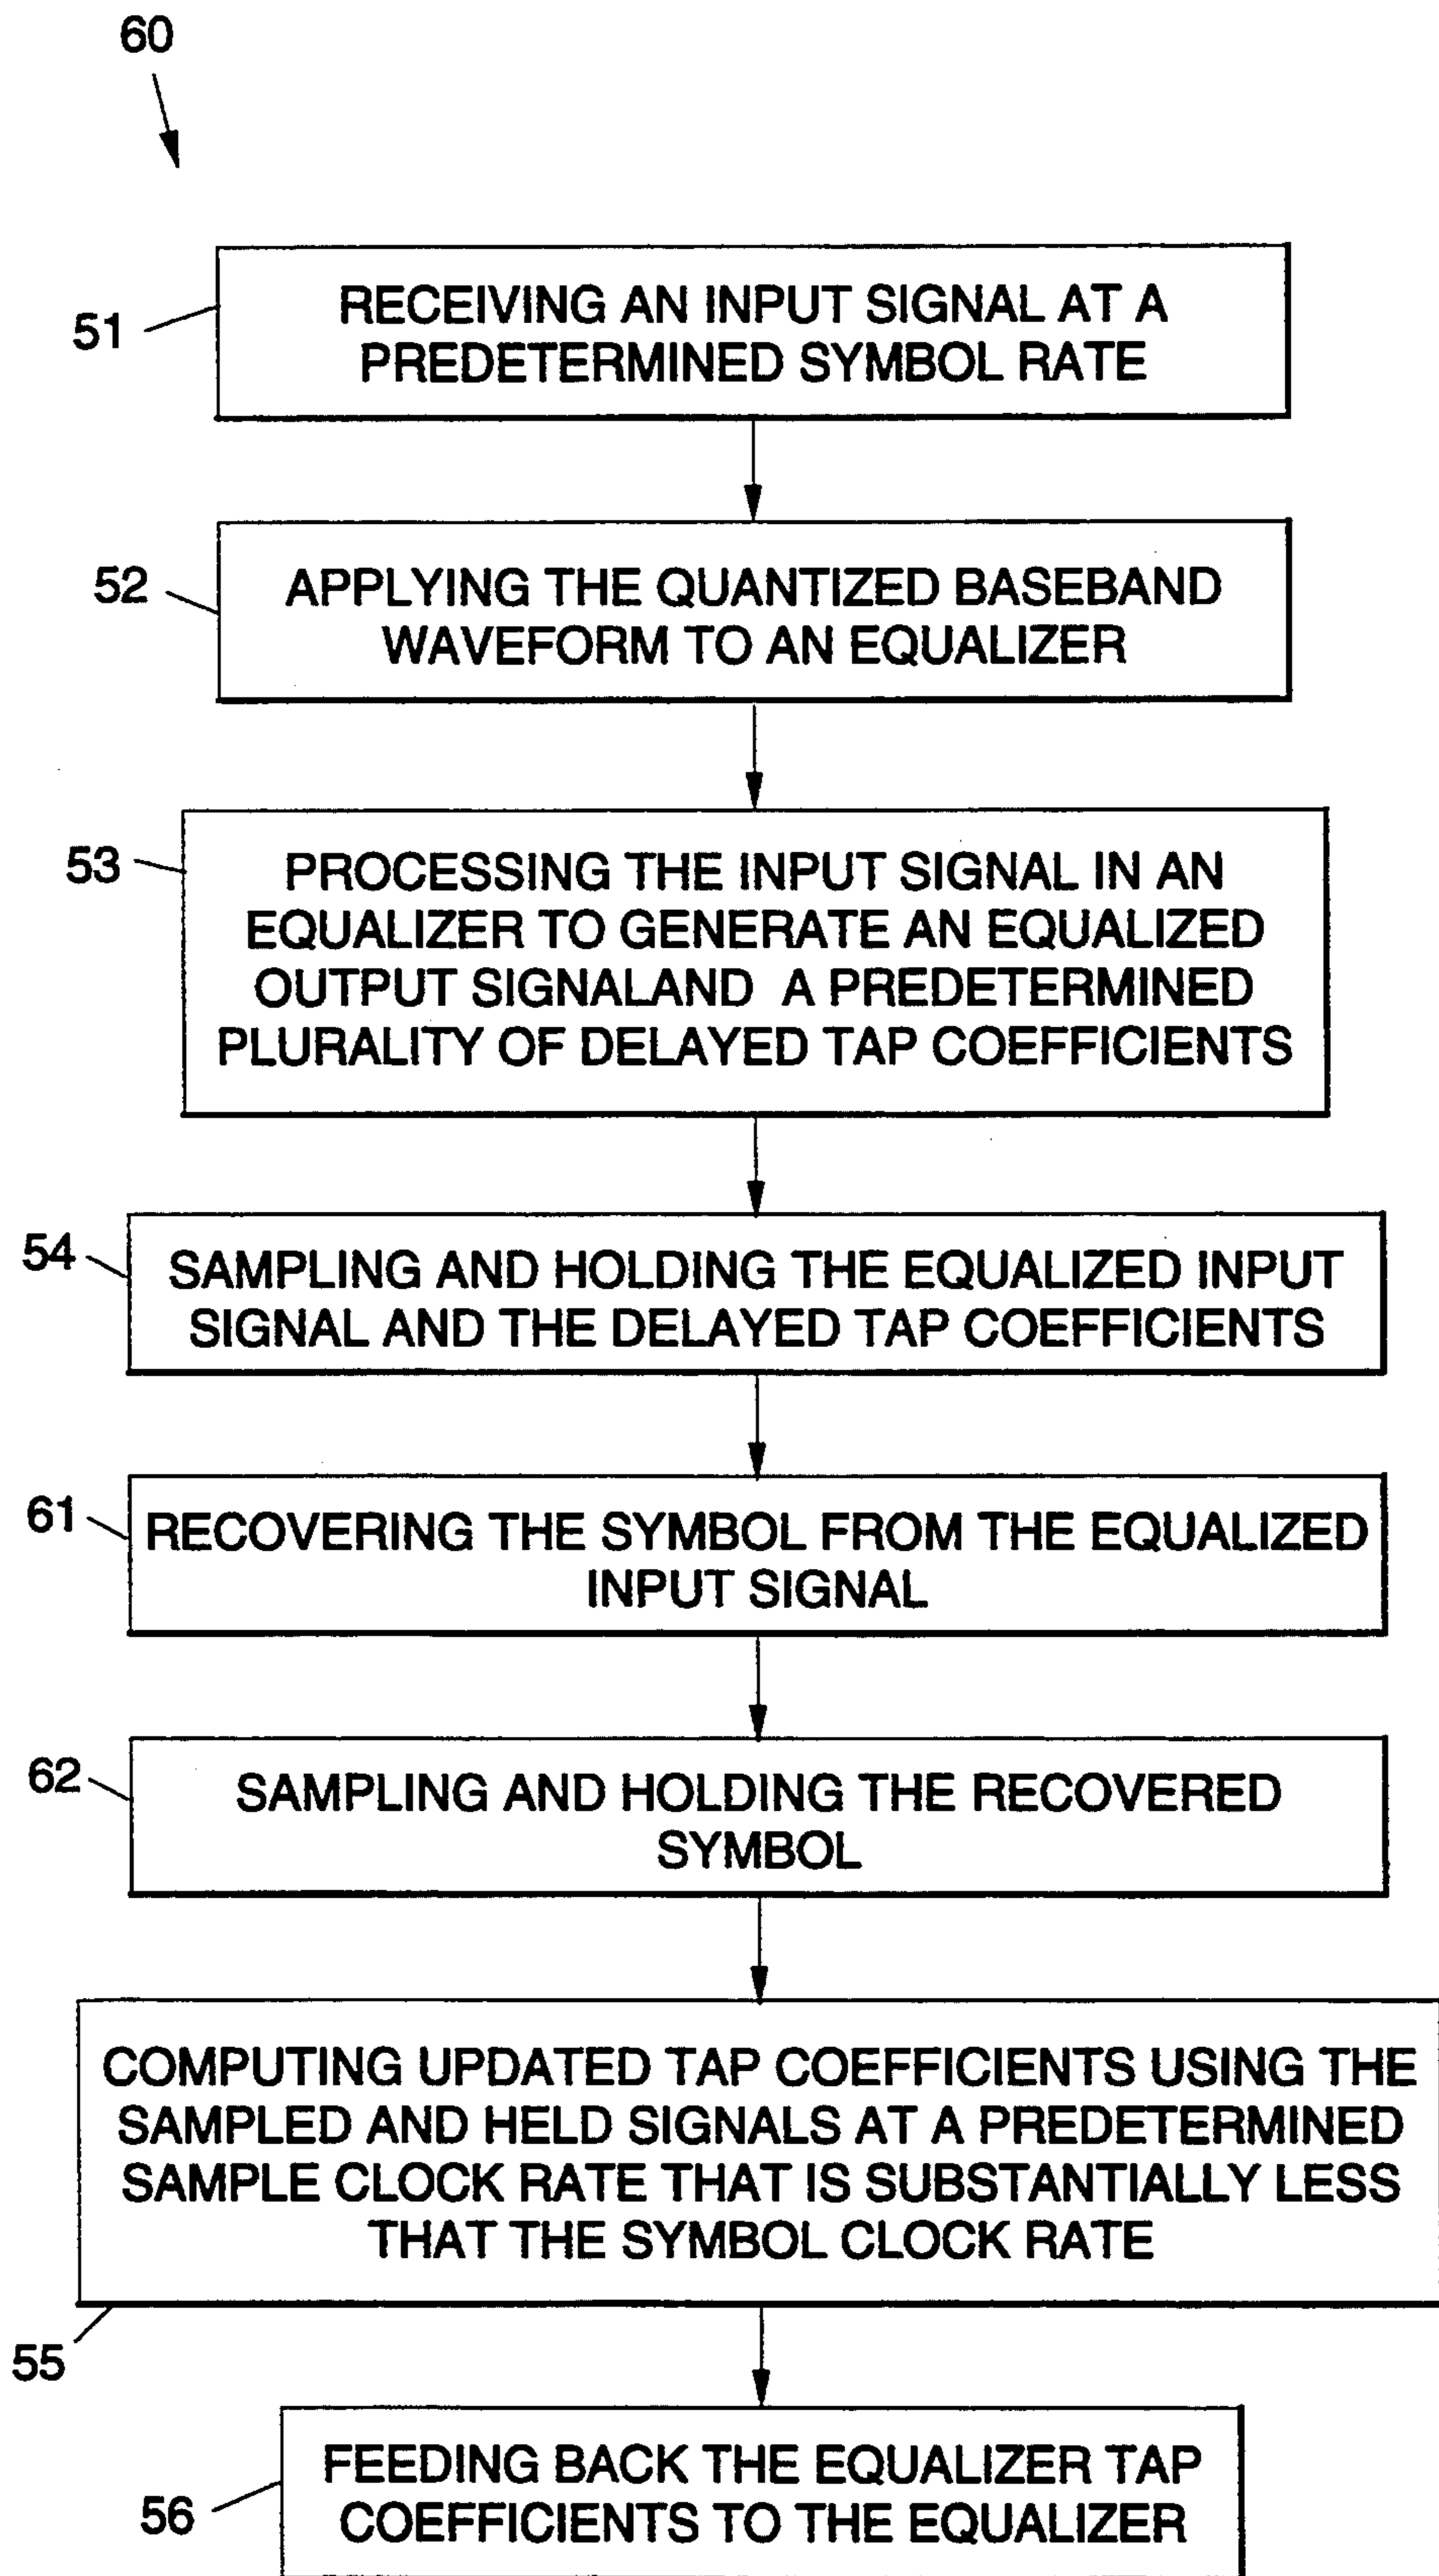 60
51
RECEIVING AN INPUT SIGNAL AT A
PREDETERMINED SYMBOL RATE
52
APPLYING THE QUANTIZED BASEBAND
WAVEFORM TO AN EQUALIZER
53
PROCESSING THE INPUT SIGNAL IN AN
EQUALIZER TO GENERATE AN EQUALIZED
OUTPUT SIGNALAND A PREDETERMINED
PLURALITY OF DELAYED TAP COEFFICIENTS
54
SAMPLING AND HOLDING THE EQUALIZED INPUT
SIGNAL AND THE DELAYED TAP COEFFICIENTS
61
RECOVERING THE SYMBOL FROM THE EQUALIZED
INPUT SIGNAL
62
SAMPLING AND HOLDING THE RECOVERED
SYMBOL
COMPUTING UPDATED TAP COEFFICIENTS USING THE
SAMPLED AND HELD SIGNALS AT A PREDETERMINED
SAMPLE CLOCK RATE THAT IS SUBSTANTIALLY LESS
THAT THE SYMBOL CLOCK RATE
55
FEEDING BACK THE EQUALIZER TAP
COEFFICIENTS TO THE EQUALIZER
56